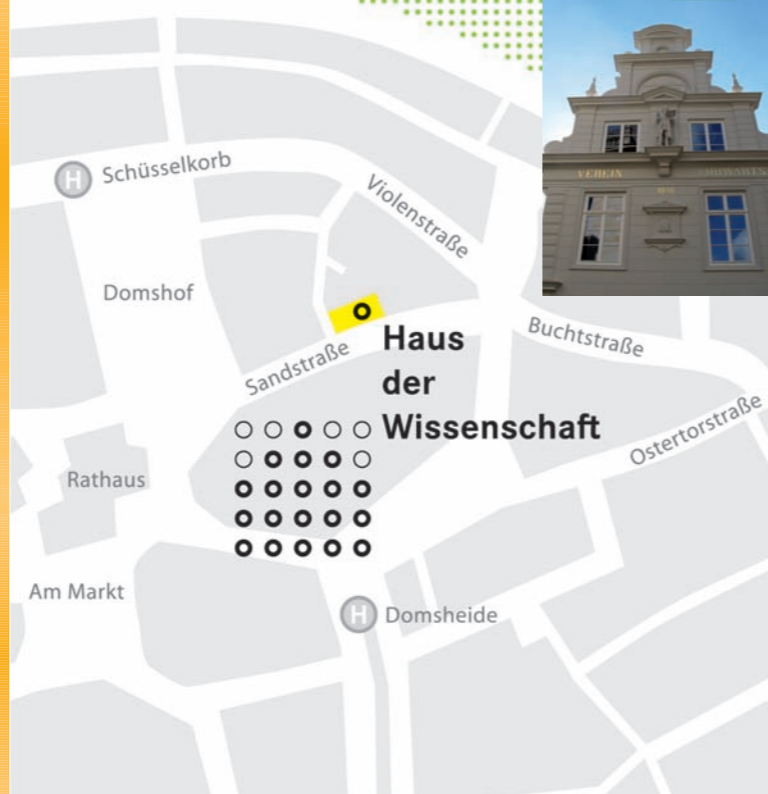 H Schüsselkorb
Violenstraße
Domshof
Sandstraße
Haus
der
Wissenschaft
Buchtstraße
Ostertorstraße
Rathaus
Am Markt
H Domsheide
VEREIN